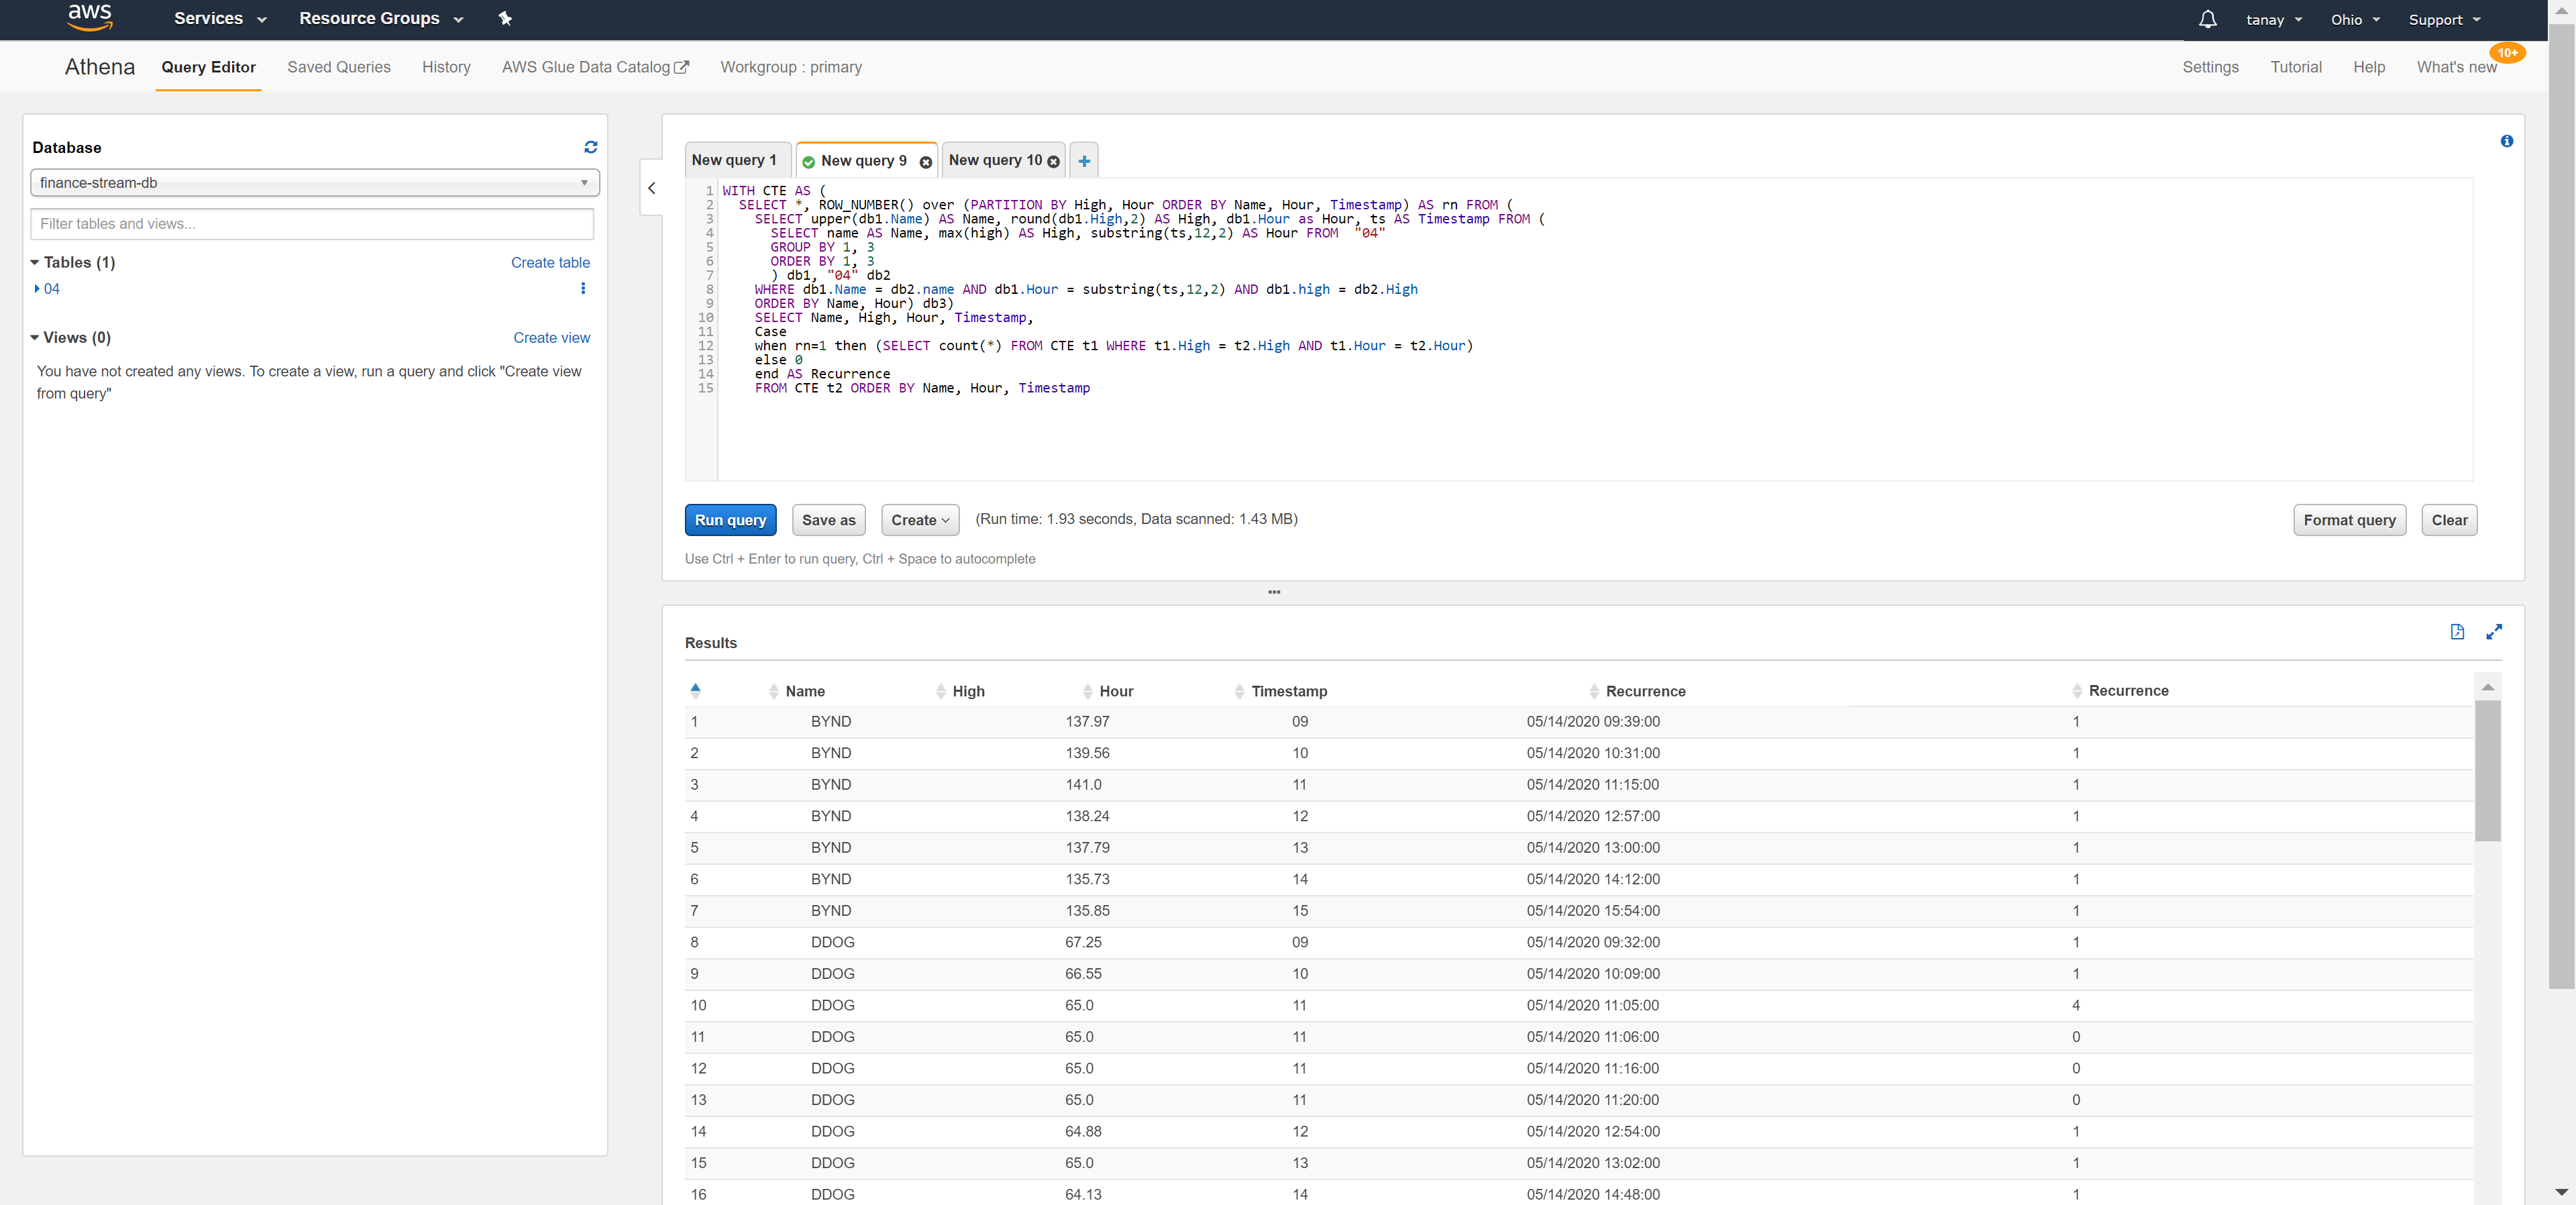 aws Services Resource Groups tanay Ohio Support
10+
Athena Query Editor Saved Queries History AWS Glue Data Catalog Workgroup : primary Settings Tutorial Help What's new
Database
finance-stream-db
Filter tables and views...
Tables (1) Create table
04
Views (0) Create view
You have not created any views. To create a view, run a query and click "Create view
from query"
New query 1 New query 9 New query 10
1 WITH CTE AS (
2 SELECT *, ROW_NUMBER() over (PARTITION BY High, Hour ORDER BY Name, Hour, Timestamp) AS rn FROM (
3 SELECT upper(db1.Name) AS Name, round(db1.High,2) AS High, db1.Hour as Hour, ts AS Timestamp FROM (
4 SELECT name AS Name, max(high) AS High, substring(ts,12,2) AS Hour FROM "04"
5 GROUP BY 1, 3
6 ORDER BY 1, 3
7 ) db1, "04" db2
8 WHERE db1.Name = db2.name AND db1.Hour = substring(ts,12,2) AND db1.high = db2.High
9 ORDER BY Name, Hour) db3)
10 SELECT Name, High, Hour, Timestamp,
11 Case
12 when rn=1 then (SELECT count(*) FROM CTE t1 WHERE t1.High = t2.High AND t1.Hour = t2.Hour)
13 else 0
14 end AS Recurrence
15 FROM CTE t2 ORDER BY Name, Hour, Timestamp
Run query Save as Create (Run time: 1.93 seconds, Data scanned: 1.43 MB) Format query Clear
Use Ctrl + Enter to run query, Ctrl + Space to autocomplete
Results
Name High Hour Timestamp Recurrence Recurrence
1 BYND 137.97 09 05/14/2020 09:39:00 1
2 BYND 139.56 10 05/14/2020 10:31:00 1
3 BYND 141.0 11 05/14/2020 11:15:00 1
4 BYND 138.24 12 05/14/2020 12:57:00 1
5 BYND 137.79 13 05/14/2020 13:00:00 1
6 BYND 135.73 14 05/14/2020 14:12:00 1
7 BYND 135.85 15 05/14/2020 15:54:00 1
8 DDOG 67.25 09 05/14/2020 09:32:00 1
9 DDOG 66.55 10 05/14/2020 10:09:00 1
10 DDOG 65.0 11 05/14/2020 11:05:00 4
11 DDOG 65.0 11 05/14/2020 11:06:00 0
12 DDOG 65.0 11 05/14/2020 11:16:00 0
13 DDOG 65.0 11 05/14/2020 11:20:00 0
14 DDOG 64.88 12 05/14/2020 12:54:00 1
15 DDOG 65.0 13 05/14/2020 13:02:00 1
16 DDOG 64.13 14 05/14/2020 14:48:00 1